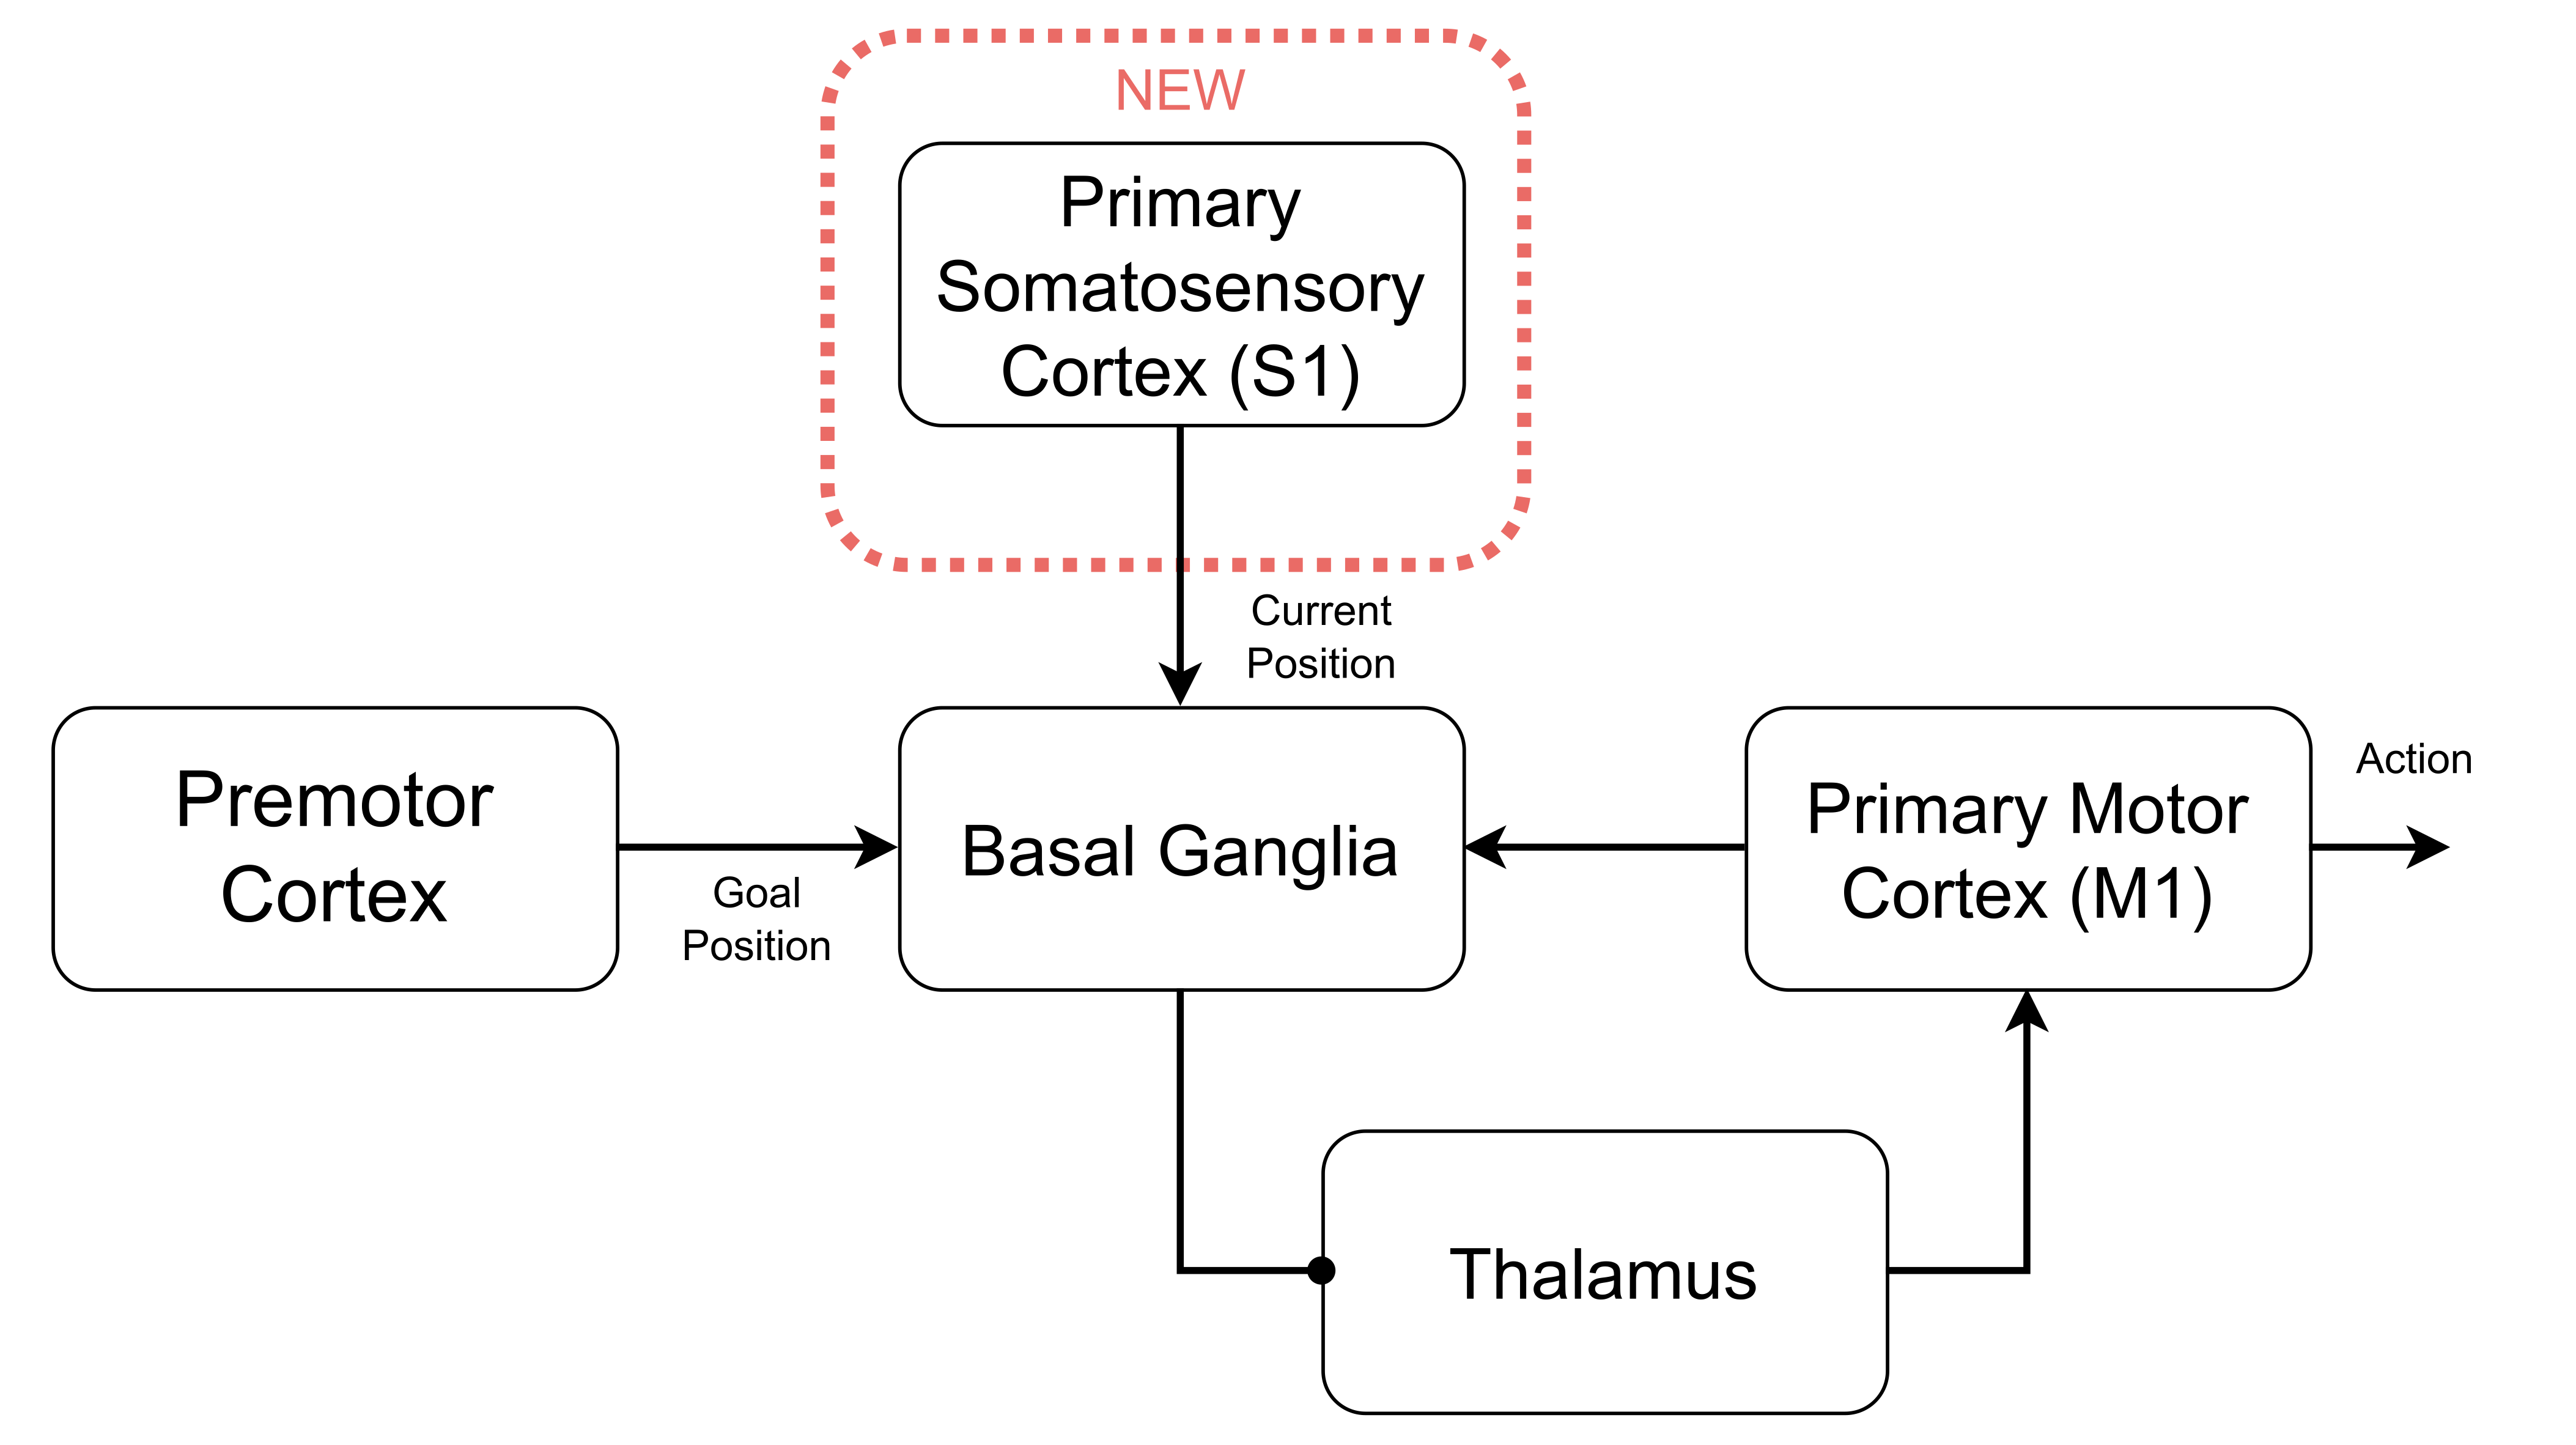 NEW
Primary
Somatosensory
Cortex (S1)
Current
Position
Premotor
Cortex
Goal
Position
Basal Ganglia
Primary Motor
Cortex (M1)
Action
Thalamus